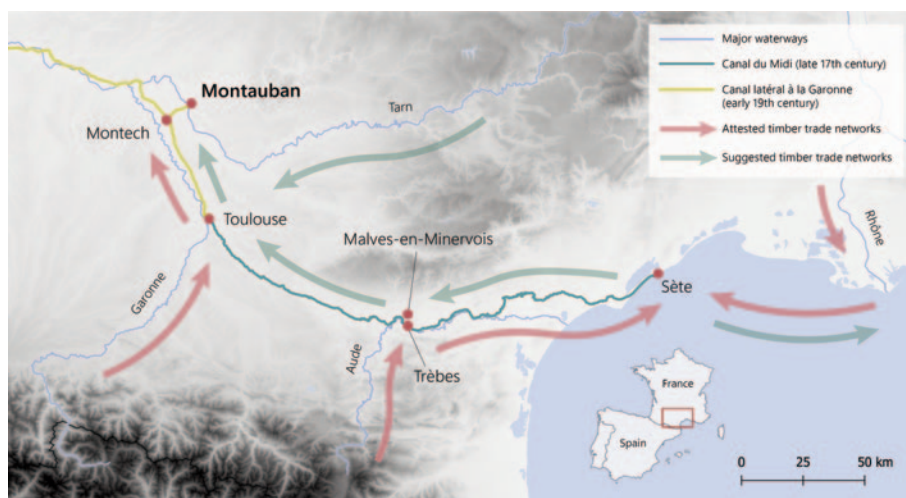 Major waterways
Canal du Midi (late 17th century)
Canal latéral à la Garonne
(early 19th century)
Attested timber trade networks
Suggested timber trade networks
Montauban
Tarn
Montech
Toulouse
Malves-en-Minervois
Rhône
Garonne
Sète
Aude
Trèbes
France
Spain
0 25 50 km